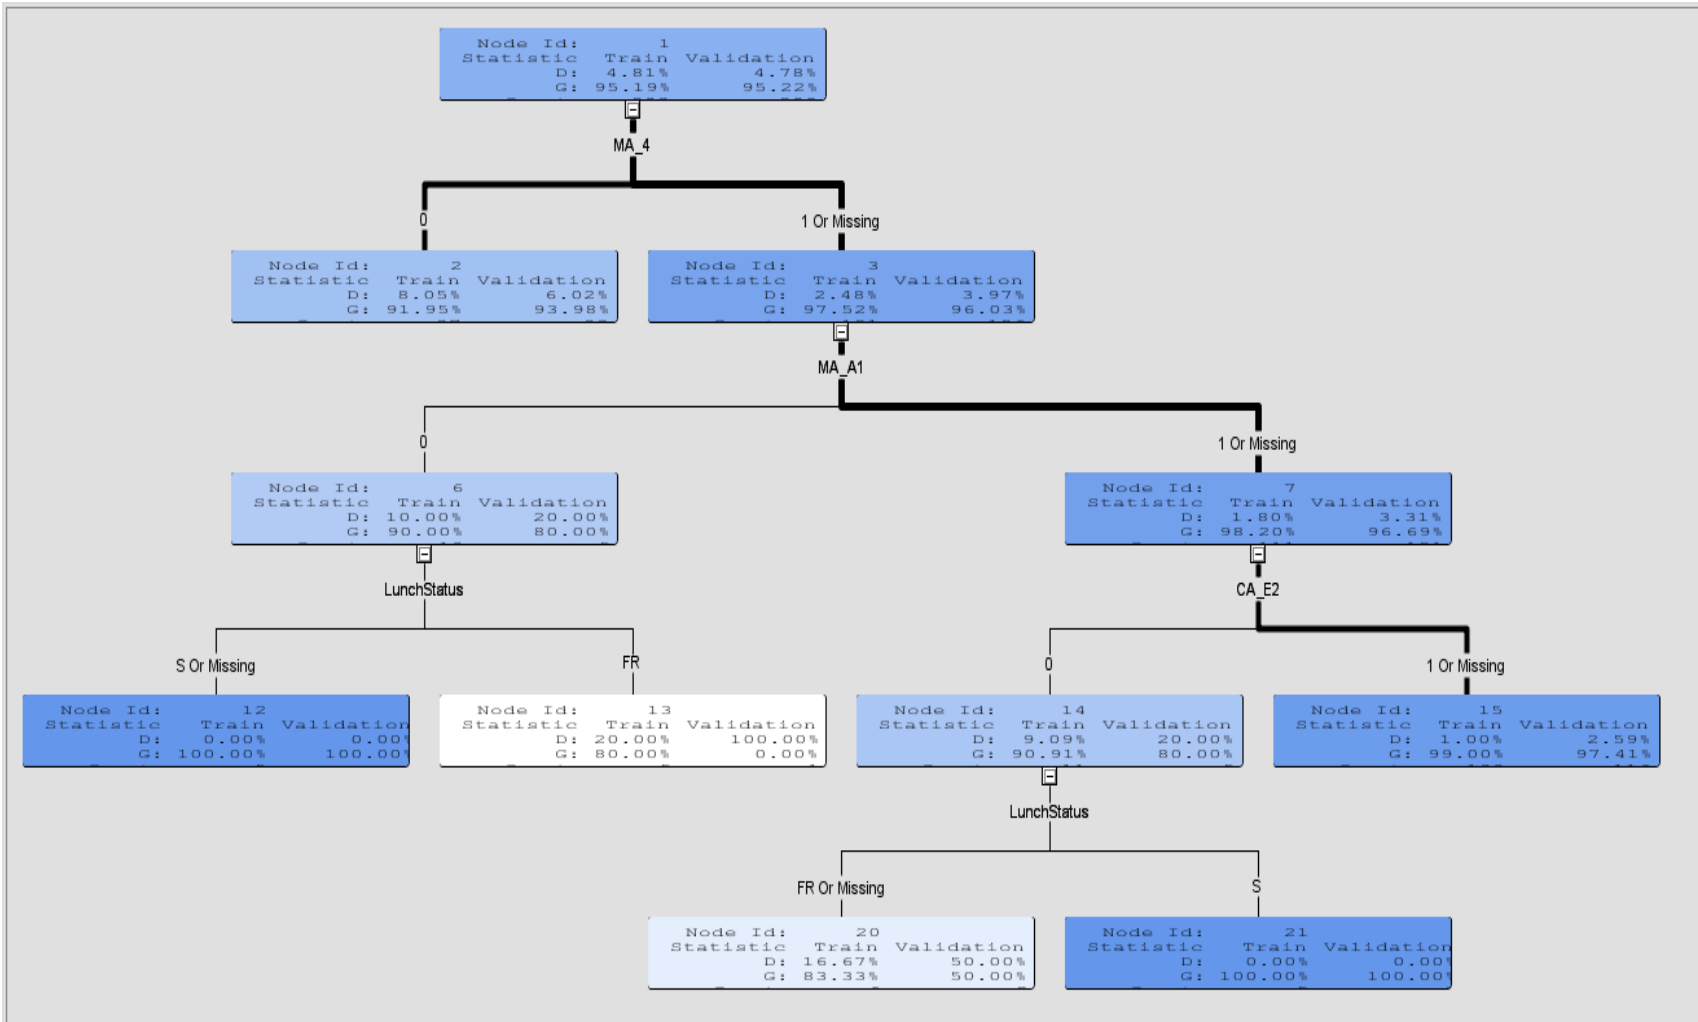 Node Id: 1
Statistic Train Validation
D: 4.81% 4.78%
G: 95.19% 95.22%
MA_4
0
1 Or Missing
Node Id: 2
Statistic Train Validation
D: 8.05% 6.02%
G: 91.95% 93.98%
Node Id: 3
Statistic Train Validation
D: 2.48% 3.97%
G: 97.52% 96.03%
MA_A1
0
1 Or Missing
Node Id: 6
Statistic Train Validation
D: 10.00% 20.00%
G: 90.00% 80.00%
Node Id: 7
Statistic Train Validation
D: 1.80% 3.31%
G: 98.20% 96.69%
LunchStatus
CA_E2
S Or Missing
FR
0
1 Or Missing
Node Id: 12
Statistic Train Validation
D: 0.00% 0.00%
G: 100.00% 100.00%
Node Id: 13
Statistic Train Validation
D: 20.00% 100.00%
G: 80.00% 0.00%
Node Id: 14
Statistic Train Validation
D: 9.09% 20.00%
G: 90.91% 80.00%
Node Id: 15
Statistic Train Validation
D: 1.00% 2.59%
G: 99.00% 97.41%
LunchStatus
FR Or Missing
S
Node Id: 20
Statistic Train Validation
D: 16.67% 50.00%
G: 83.33% 50.00%
Node Id: 21
Statistic Train Validation
D: 0.00% 0.00%
G: 100.00% 100.00%